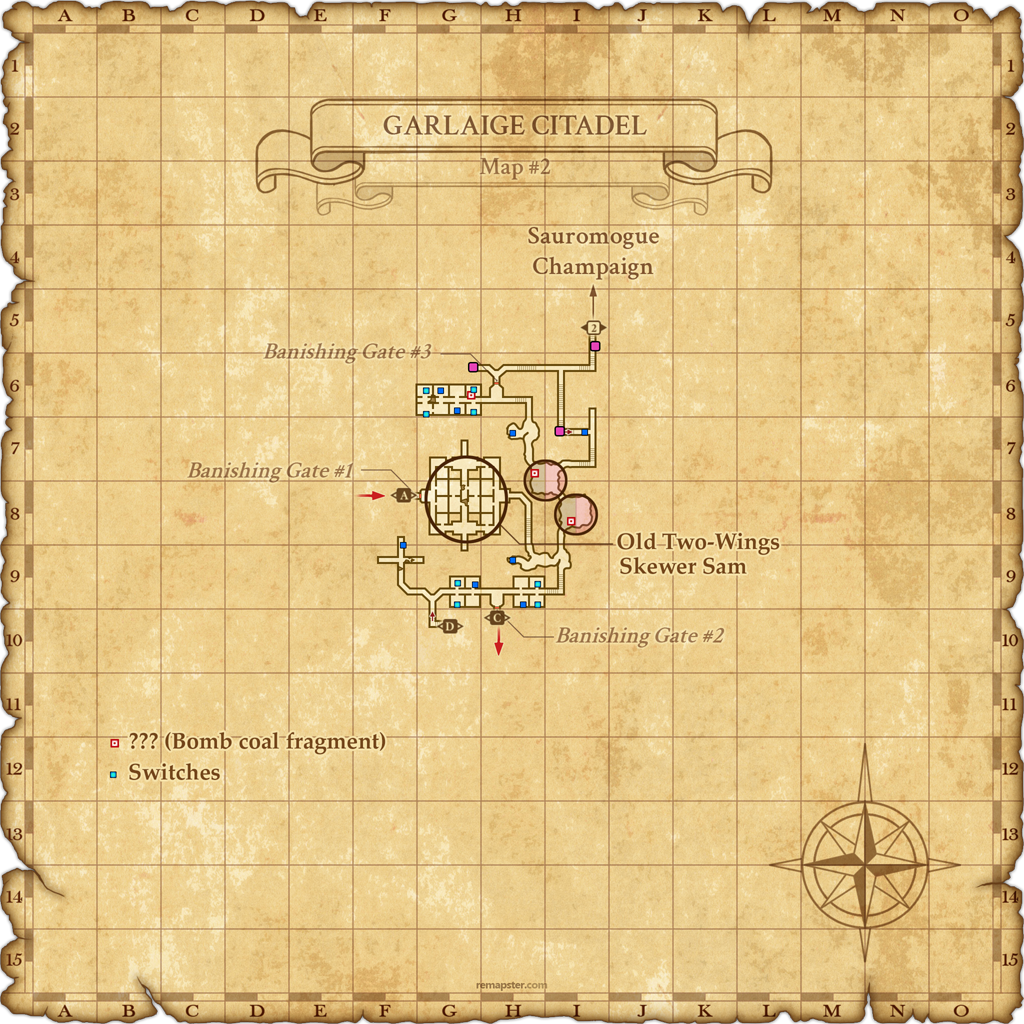 A B C D E F G H I J K L M N O
1 1
2 2
GARLAIGE CITADEL
Map #2
3 3
Sauromogue
Champaign
4 4
5 5
2
Banishing Gate #3
6 6
7 7
Banishing Gate #1
A
8 8
Old Two-Wings
Skewer Sam
9 9
C
D
Banishing Gate #2
10 10
11 11
??? (Bomb coal fragment)
Switches
12 12
13 13
14 14
15 15
remapster.com
A B C D E F G H I J K L M N O